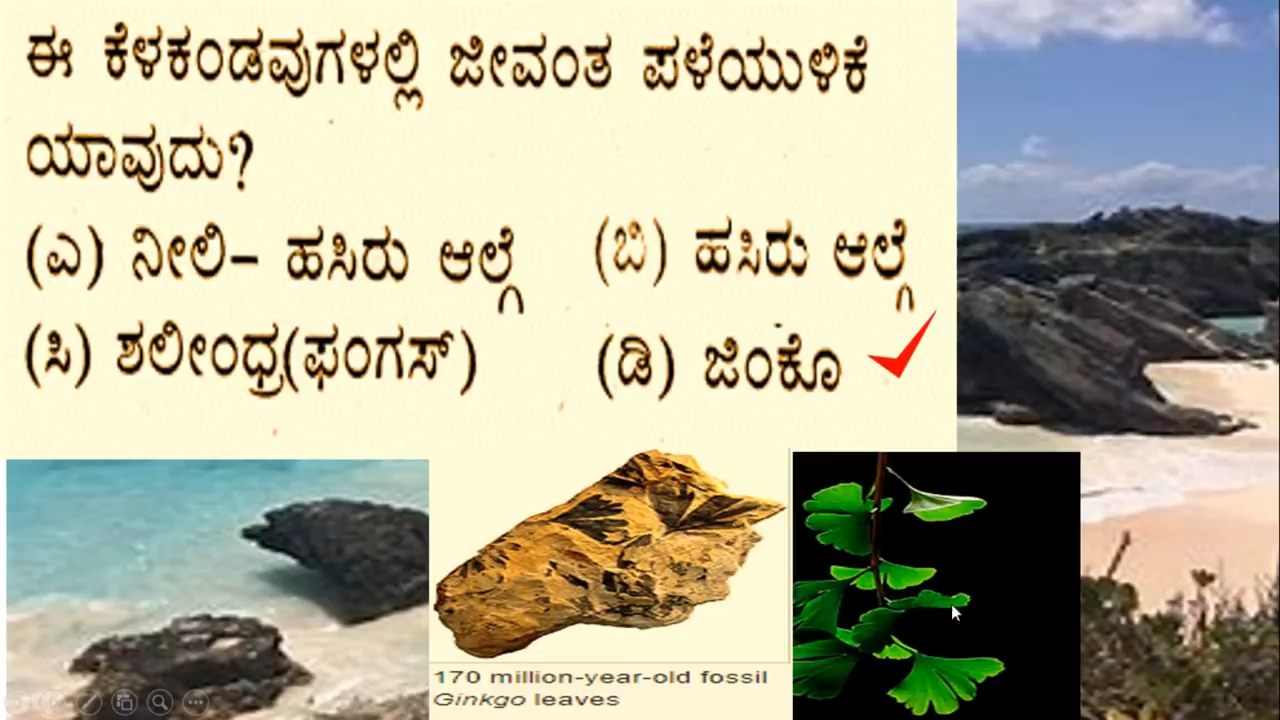 ಈ ಕೆಳಕಂಡವುಗಳಲ್ಲಿ ಜೀವಂತ ಪಳೆಯುಳಿಕೆ
ಯಾವುದು?
(ಎ) ನೀಲಿ– ಹಸಿರು ಆಲ್ಗೆ (ಬಿ) ಹಸಿರು ಆಲ್ಗೆ
(ಸಿ) ಶಲೀಂಧ್ರ(ಫಂಗಸ್) (ಡಿ) ಜಿಂಕೊ
170 million-year-old fossil
Ginkgo leaves